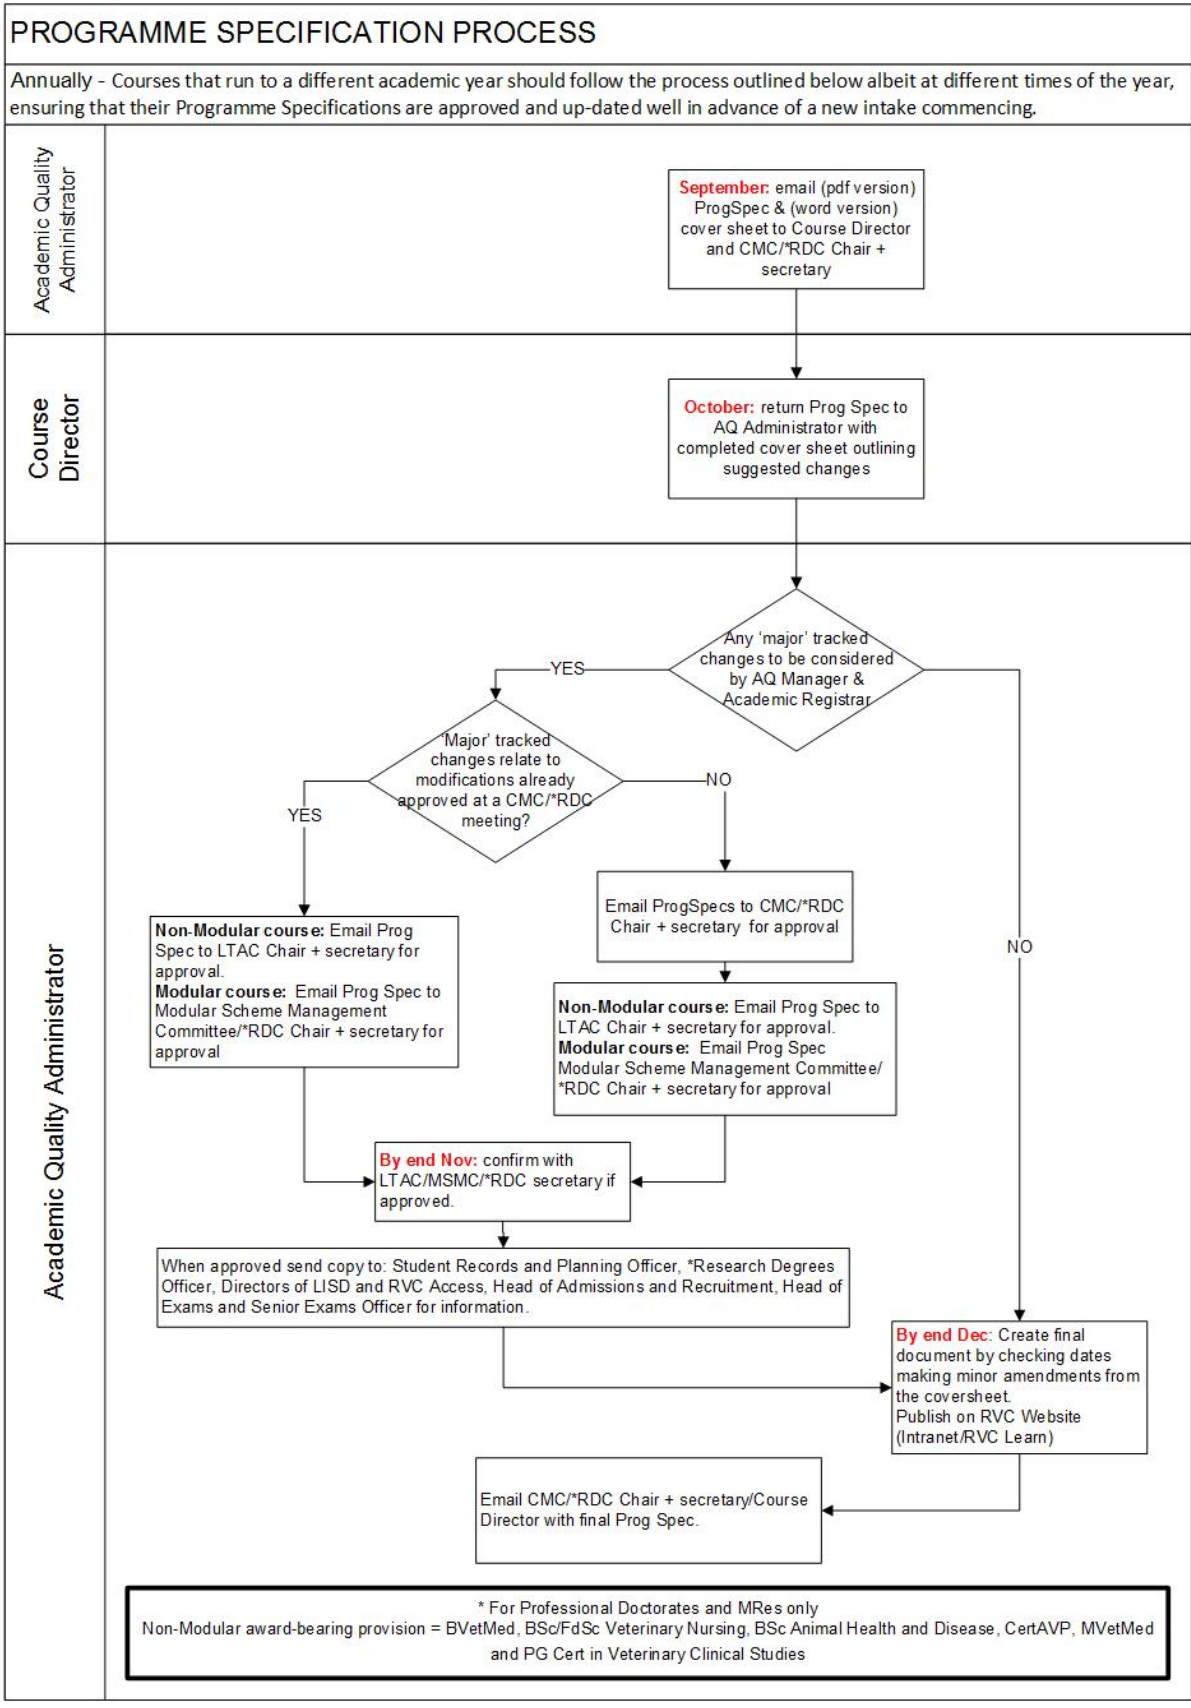 PROGRAMME SPECIFICATION PROCESS
Annually - Courses that run to a different academic year should follow the process outlined below albeit at different times of the year,
ensuring that their Programme Specifications are approved and up-dated well in advance of a new intake commencing.
Academic Quality
Administrator
September: email (pdf version)
ProgSpec & (word version)
cover sheet to Course Director
and CMC/*RDC Chair +
secretary
Course
Director
October: return Prog Spec to
AQ Administrator with
completed cover sheet outlining
suggested changes
Academic Quality Administrator
Any ‘major’ tracked
changes to be considered
by AQ Manager &
Academic Registrar
YES
‘Major’ tracked
changes relate to
modifications already
approved at a CMC/*RDC
meeting?
NO
YES
Email ProgSpecs to CMC/*RDC
Chair + secretary for approval
NO
Non-Modular course: Email Prog
Spec to LTAC Chair + secretary for
approval.
Modular course: Email Prog Spec to
Modular Scheme Management
Committee/*RDC Chair + secretary for
approval
Non-Modular course: Email Prog Spec to
LTAC Chair + secretary for approval.
Modular course: Email Prog Spec
Modular Scheme Management Committee/
*RDC Chair + secretary for approval
By end Nov: confirm with
LTAC/MSMC/*RDC secretary if
approved.
When approved send copy to: Student Records and Planning Officer, *Research Degrees
Officer, Directors of LISD and RVC Access, Head of Admissions and Recruitment, Head of
Exams and Senior Exams Officer for information.
By end Dec: Create final
document by checking dates
making minor amendments from
the coversheet.
Publish on RVC Website
(Intranet/RVC Learn)
Email CMC/*RDC Chair + secretary/Course
Director with final Prog Spec.
* For Professional Doctorates and MRes only
Non-Modular award-bearing provision = BVetMed, BSc/FdSc Veterinary Nursing, BSc Animal Health and Disease, CertAVP, MVetMed
and PG Cert in Veterinary Clinical Studies